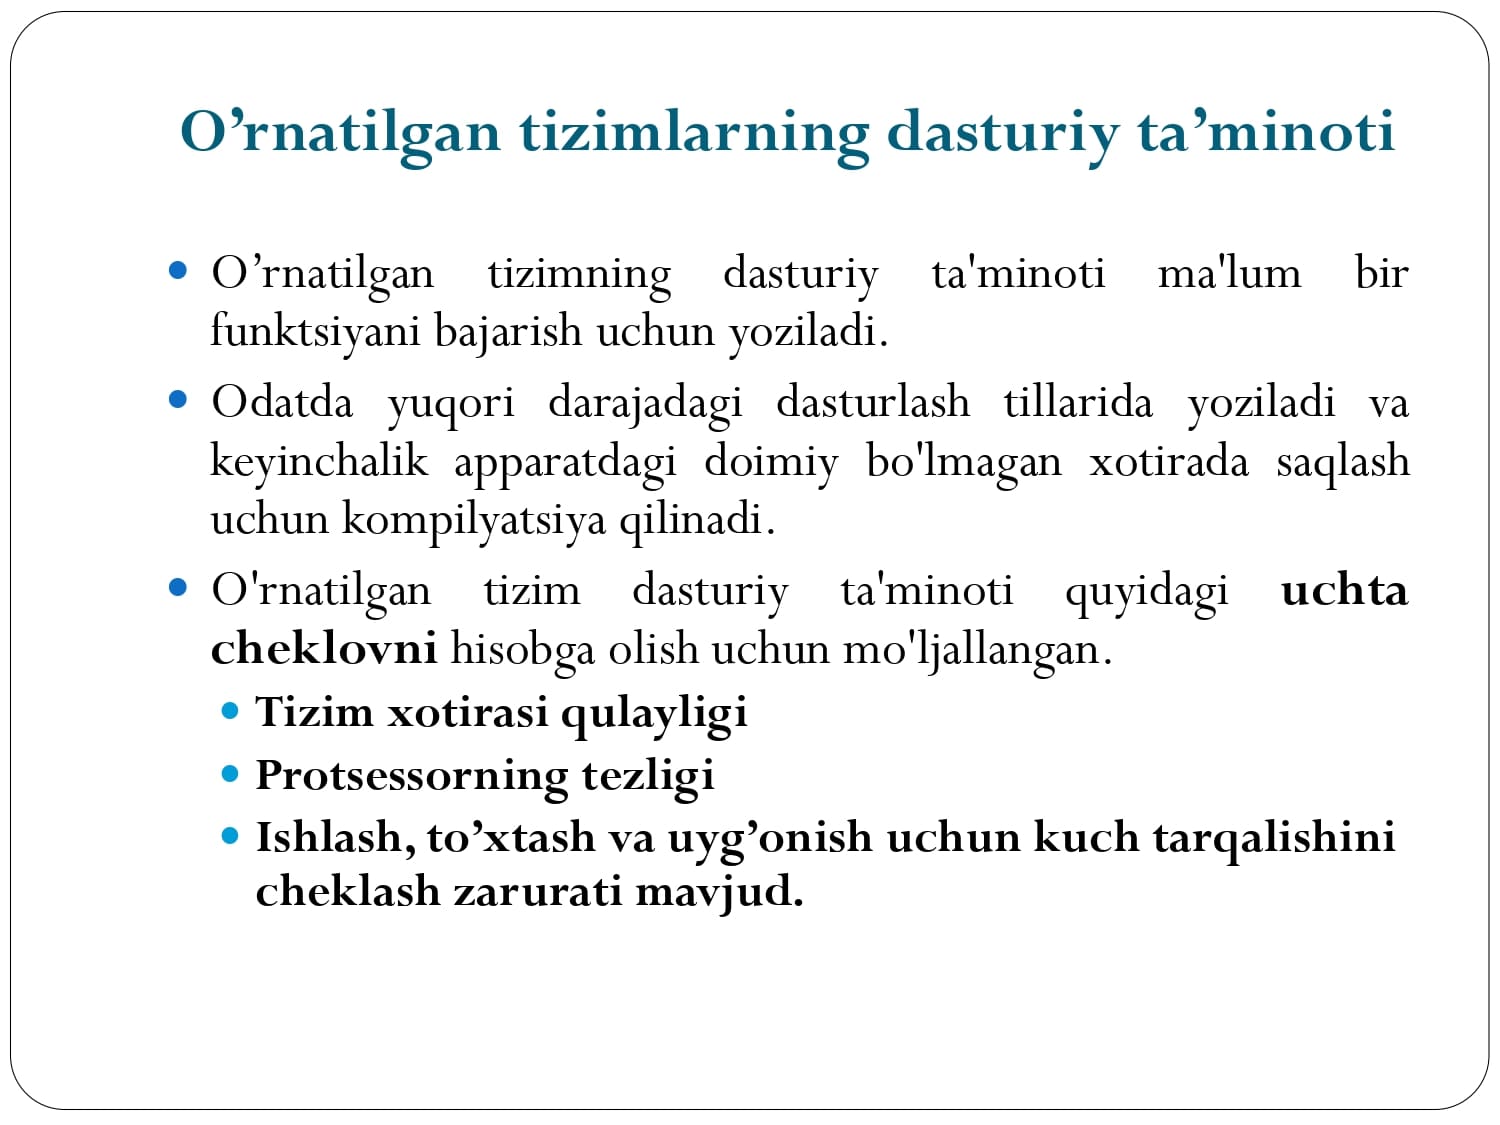 O’rnatilgan tizimlarning dasturiy ta’minoti
O’rnatilgan tizimning dasturiy ta'minoti ma'lum bir
funktsiyani bajarish uchun yoziladi.
Odatda yuqori darajadagi dasturlash tillarida yoziladi va
keyinchalik apparatdagi doimiy bo'lmagan xotirada saqlash
uchun kompilyatsiya qilinadi.
O'rnatilgan tizim dasturiy ta'minoti quyidagi uchta
cheklovni hisobga olish uchun mo'ljallangan.
Tizim xotirasi qulayligi
Protsessorning tezligi
Ishlash, to’xtash va uyg’onish uchun kuch tarqalishini
cheklash zarurati mavjud.